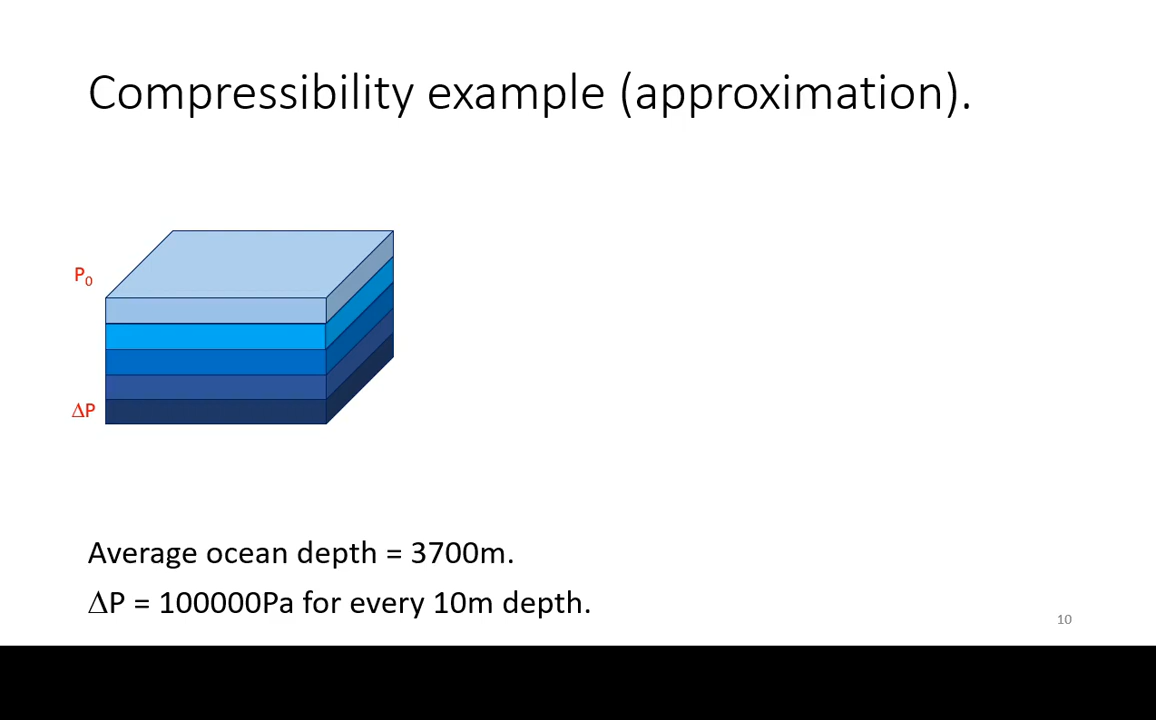 Compressibility example (approximation).
P₀
ΔP
Average ocean depth = 3700m.
ΔP = 100000Pa for every 10m depth.
10